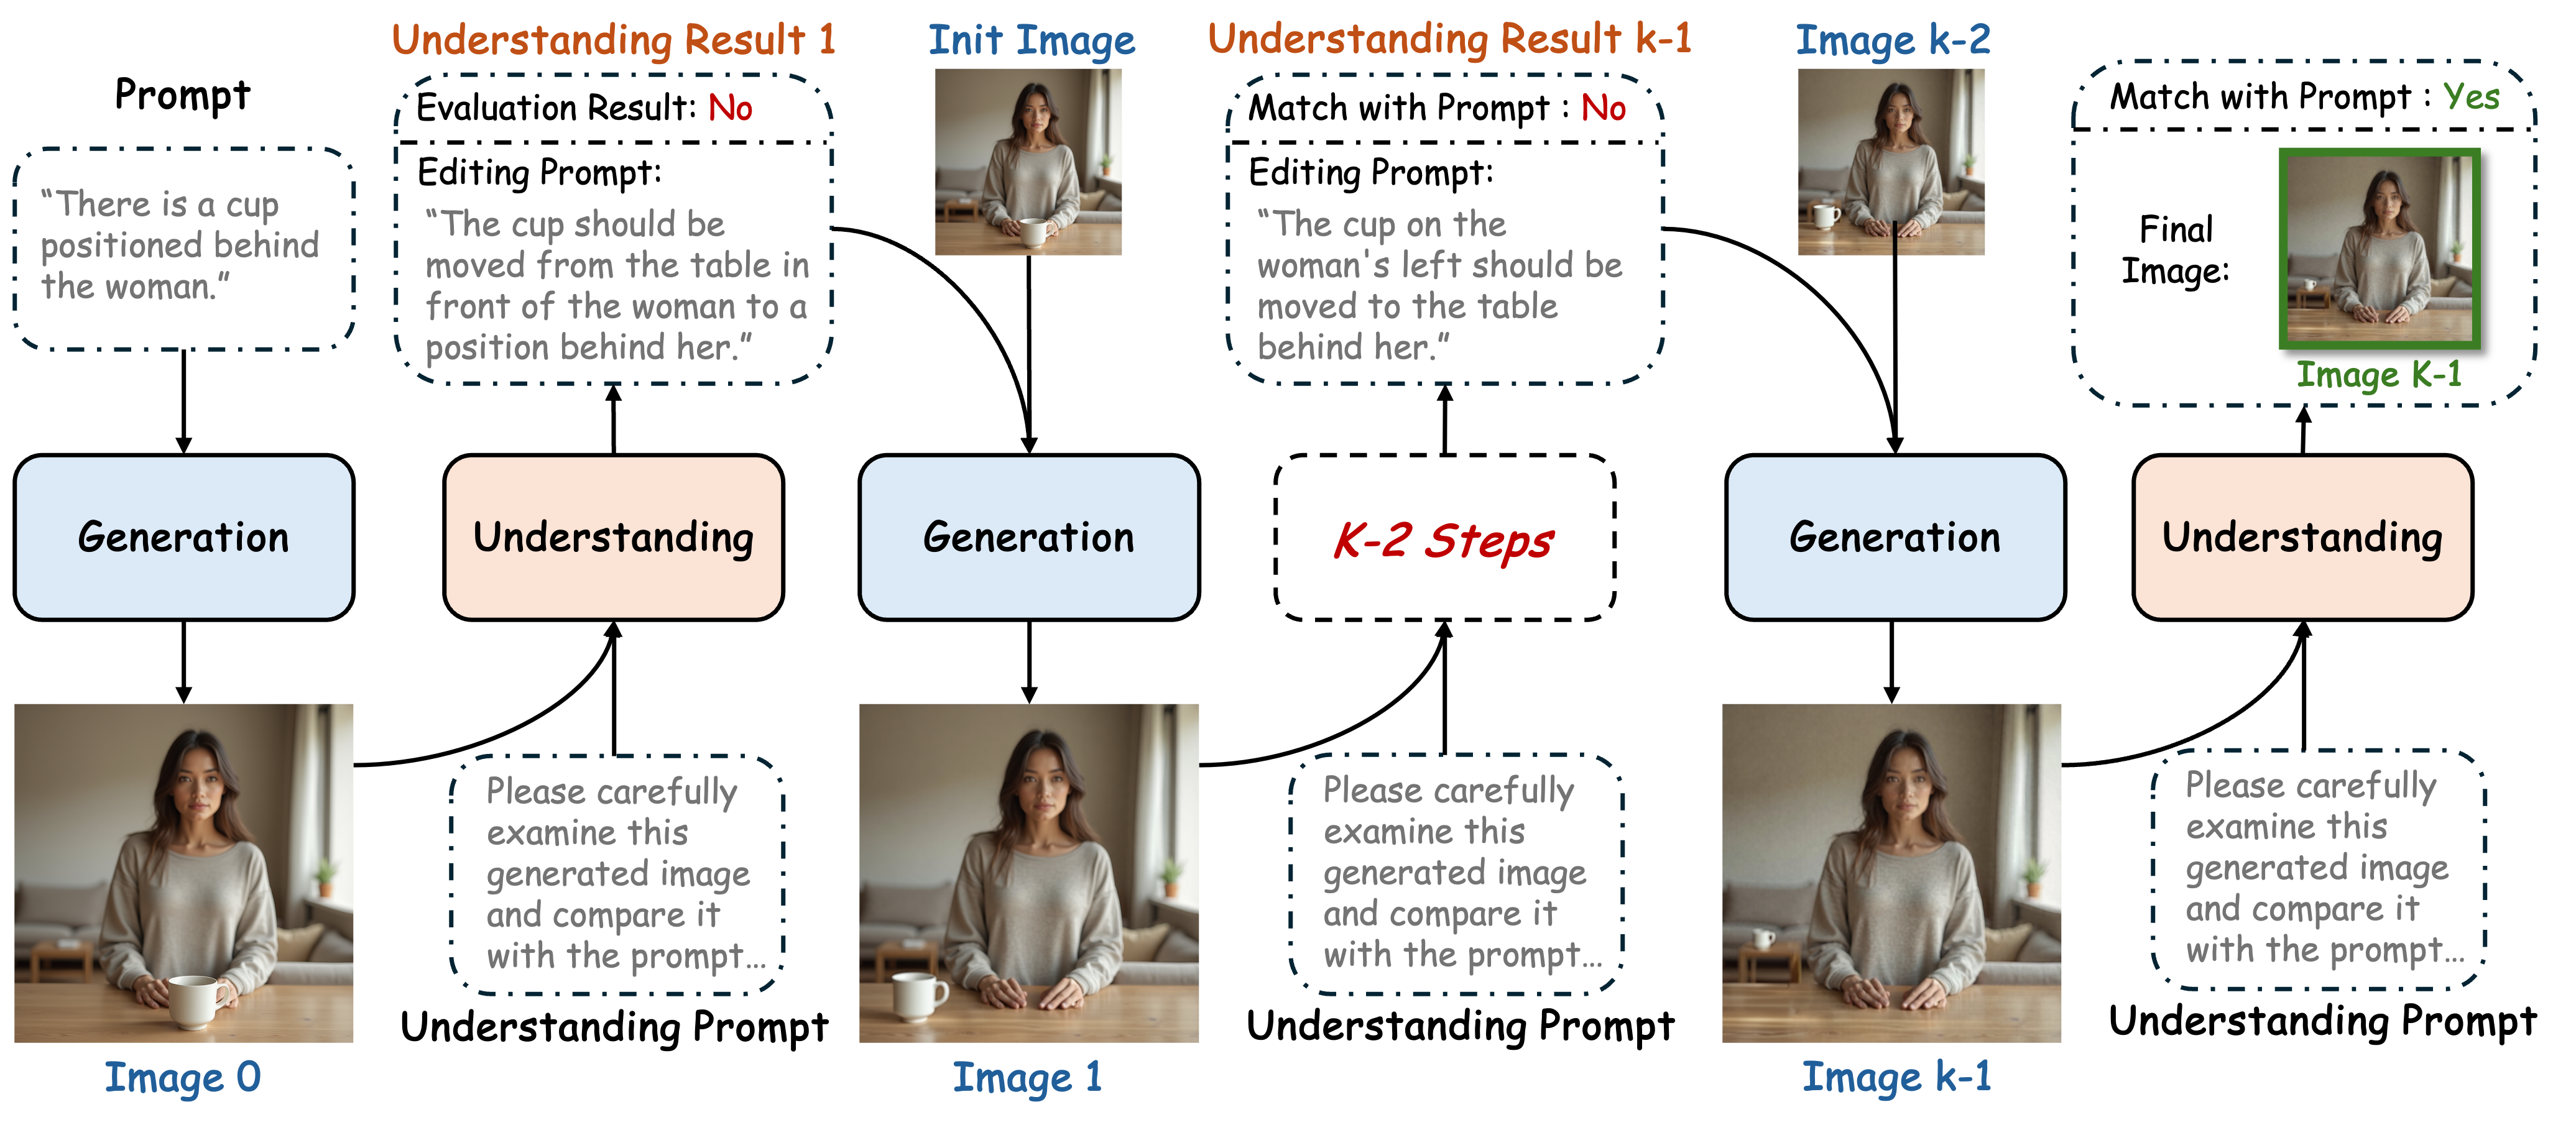 Prompt
“There is a cup
positioned behind
the woman.”
Generation
Image 0
Understanding Result 1
Evaluation Result: No
Editing Prompt:
“The cup should be
moved from the table in
front of the woman to a
position behind her.”
Understanding
Please carefully
examine this
generated image
and compare it
with the prompt...
Understanding Prompt
Init Image
Generation
Image 1
Understanding Result k-1
Match with Prompt : No
Editing Prompt:
“The cup on the
woman's left should be
moved to the table
behind her.”
K-2 Steps
Please carefully
examine this
generated image
and compare it
with the prompt...
Understanding Prompt
Image k-2
Generation
Image k-1
Match with Prompt : Yes
Final
Image:
Image K-1
Understanding
Please carefully
examine this
generated image
and compare it
with the prompt...
Understanding Prompt